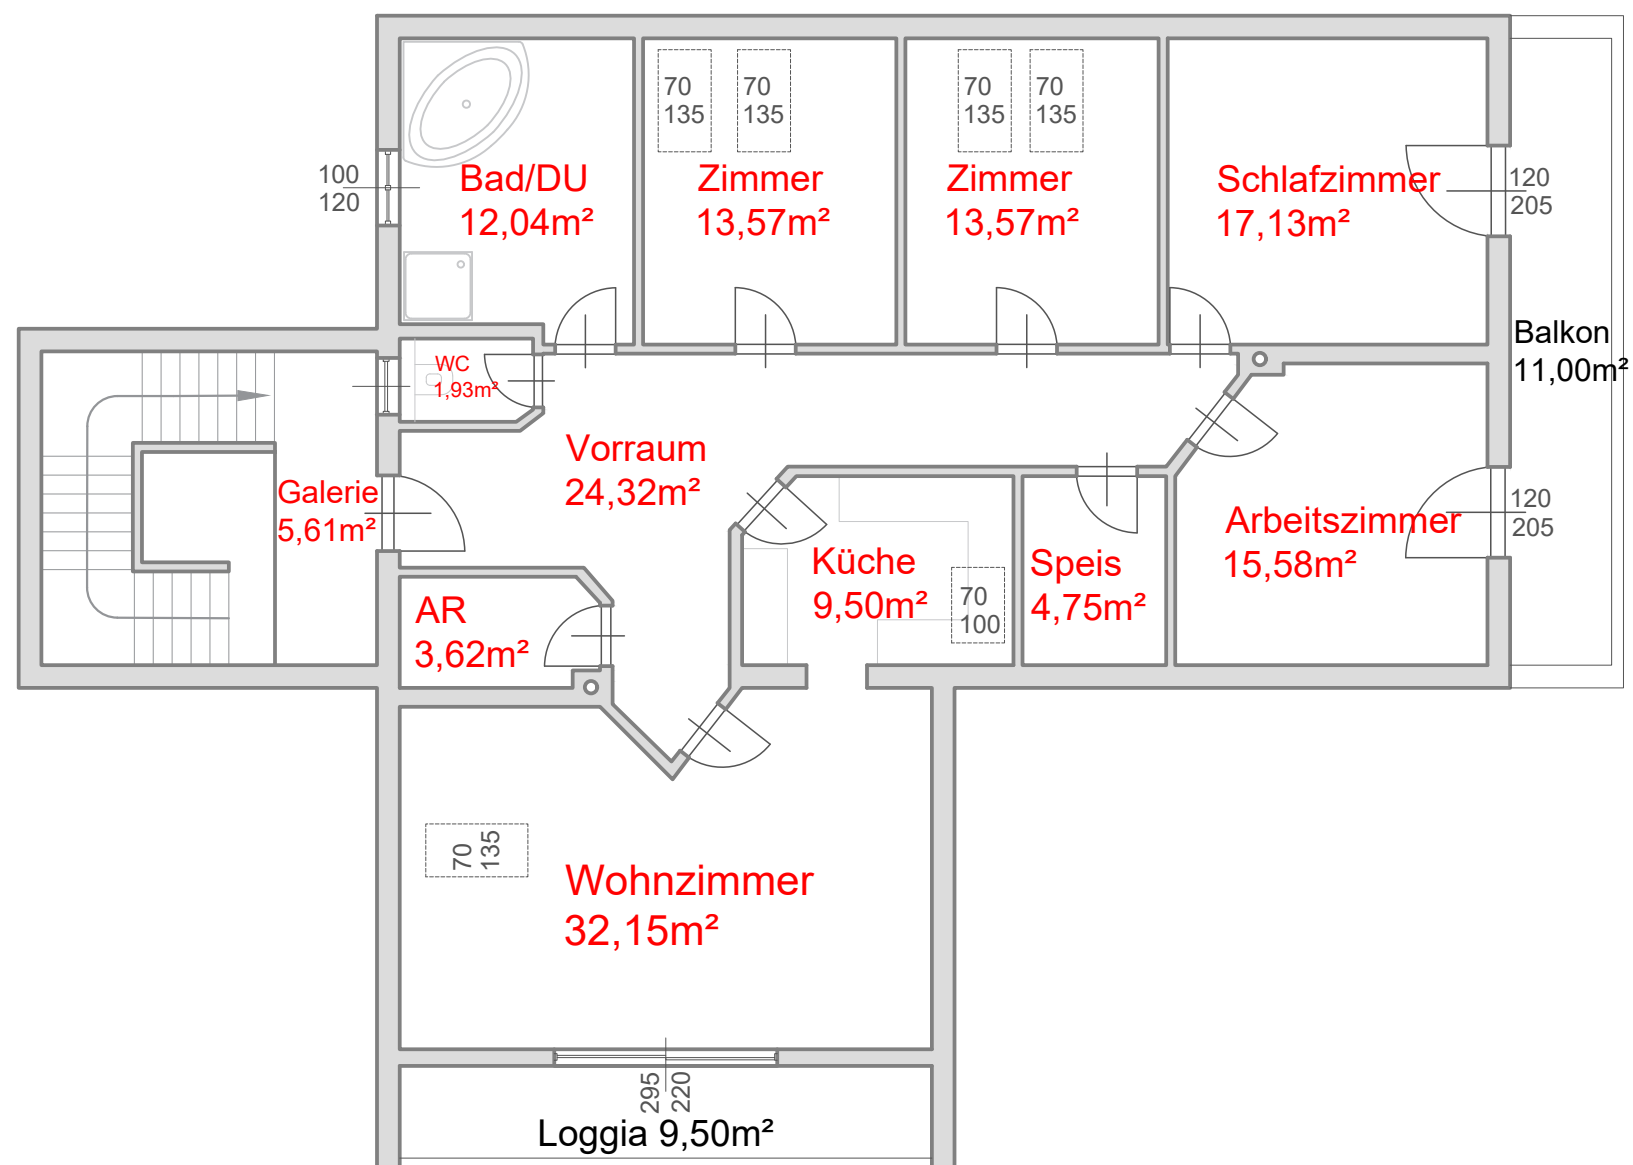 70
135
70
135
70
135
70
135
100
120
Bad/DU
12,04m²
Zimmer
13,57m²
Zimmer
13,57m²
Schlafzimmer
17,13m²
120
205
WC
1,93m²
Balkon
11,00m²
Vorraum
24,32m²
Galerie
5,61m²
Küche
9,50m²
70
100
Speis
4,75m²
Arbeitszimmer
15,58m²
120
205
AR
3,62m²
70
135
Wohnzimmer
32,15m²
295
220
Loggia 9,50m²